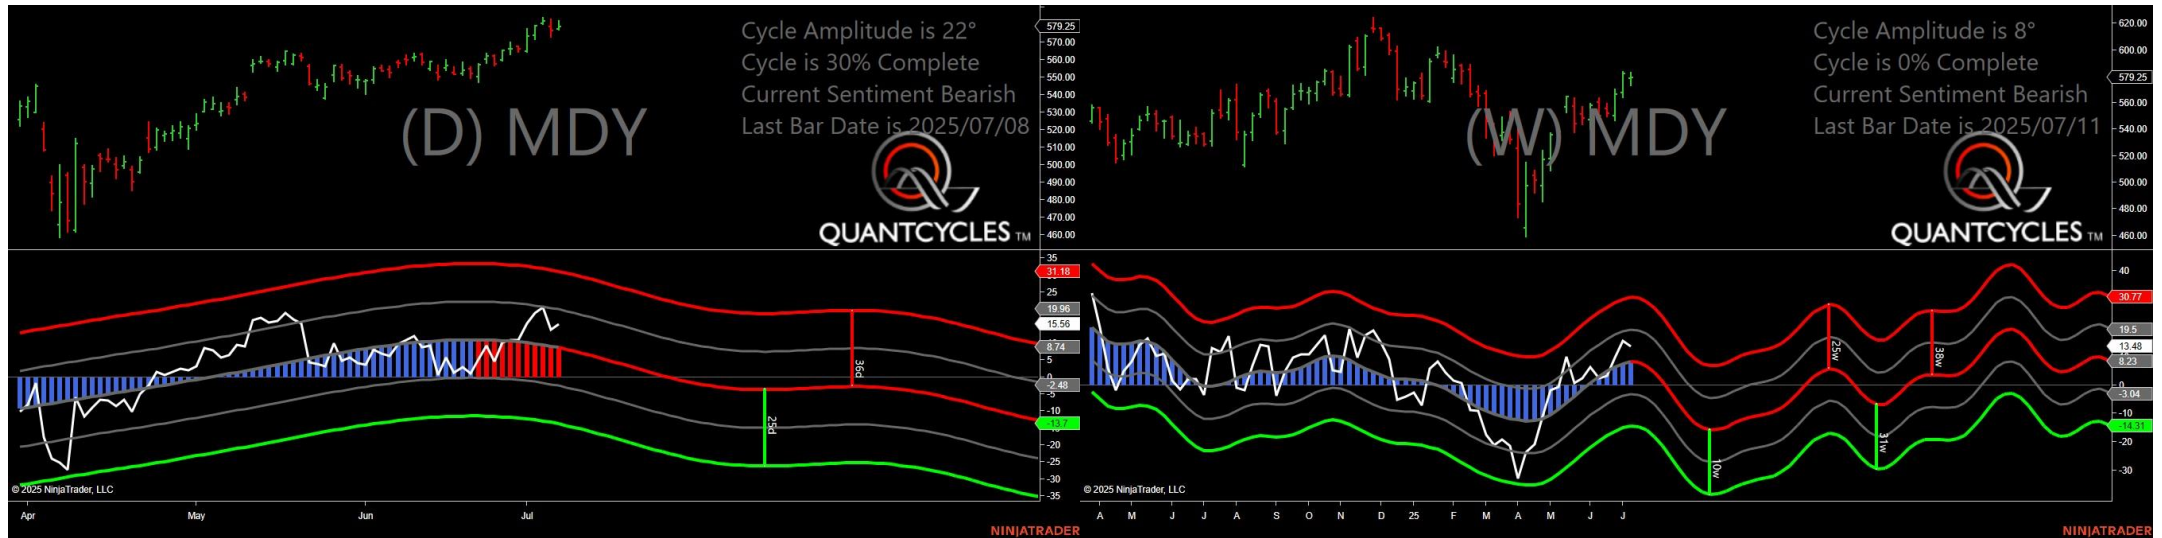 Cycle Amplitude is 22°
Cycle is 30% Complete
Current Sentiment Bearish
Last Bar Date is 2025/07/08
(D) MDY
QUANTCYCLES TM
579.25
570.00
560.00
550.00
540.00
530.00
520.00
510.00
500.00
490.00
480.00
470.00
460.00
35
31.18
25
19.96
15.56
8.74
5
0
-2.48
-5
-10
-13.7
-20
-25
-30
-35
36d
25d
© 2025 NinjaTrader, LLC
Apr May Jun Jul
NINJATRADER
Cycle Amplitude is 8°
Cycle is 0% Complete
Current Sentiment Bearish
Last Bar Date is 2025/07/11
(W) MDY
QUANTCYCLES TM
620.00
600.00
579.25
560.00
540.00
520.00
500.00
480.00
460.00
40
30.77
19.5
13.48
8.23
0
-3.04
-10
-14.31
-20
-30
25w
38w
10w
31w
© 2025 NinjaTrader, LLC
A M J J A S O N D 25 F M A M J J
NINJATRADER